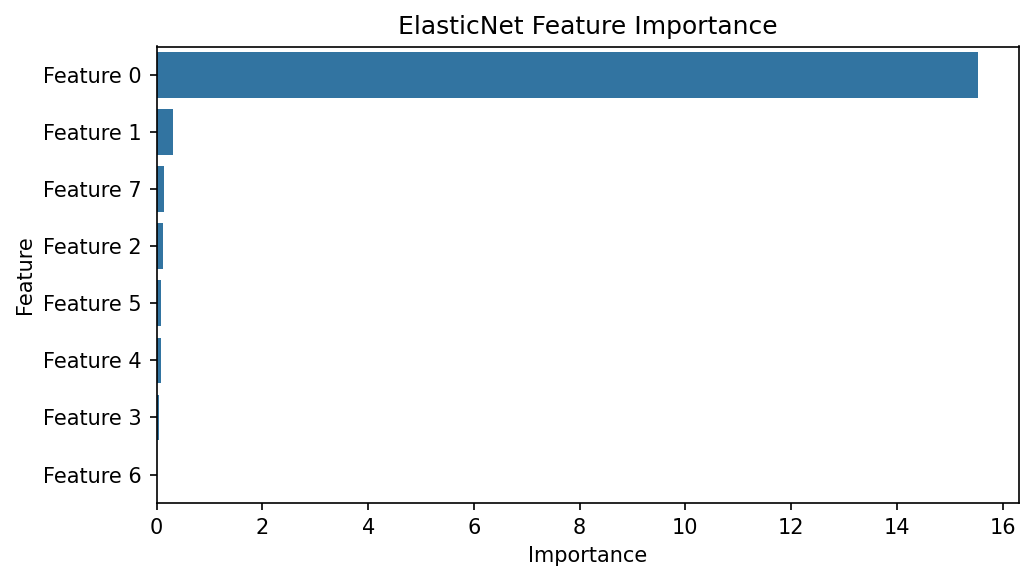 ElasticNet Feature Importance
Feature
Feature 0
Feature 1
Feature 7
Feature 2
Feature 5
Feature 4
Feature 3
Feature 6
0 2 4 6 8 10 12 14 16
Importance